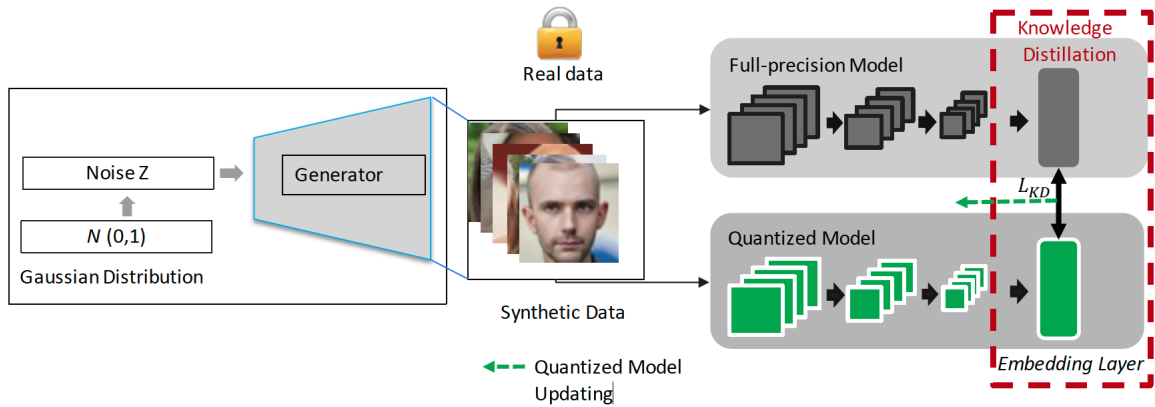 Real data
Noise Z
N (0,1)
Gaussian Distribution
Generator
Synthetic Data
Quantized Model
Updating
Full-precision Model
Knowledge
Distillation
L_KD
Quantized Model
Embedding Layer